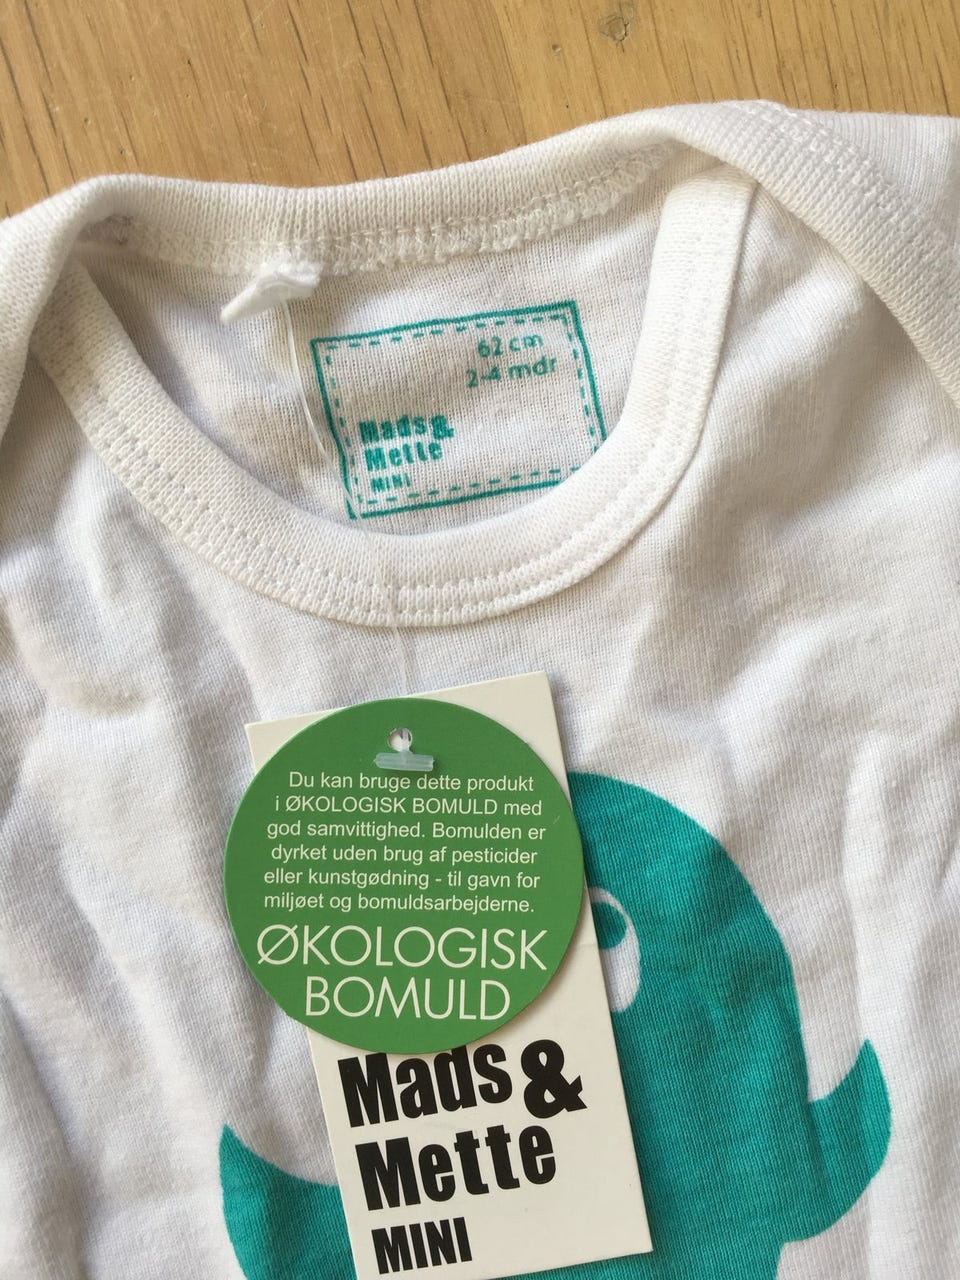 62 cm
2-4 mdr
Mads&
Mette
MINI
Du kan bruge dette produkt
i ØKOLOGISK BOMULD med
god samvittighed. Bomulden er
dyrket uden brug af pesticider
eller kunstgødning - til gavn for
miljøet og bomuldsarbejderne.
ØKOLOGISK
BOMULD
Mads&
Mette
MINI